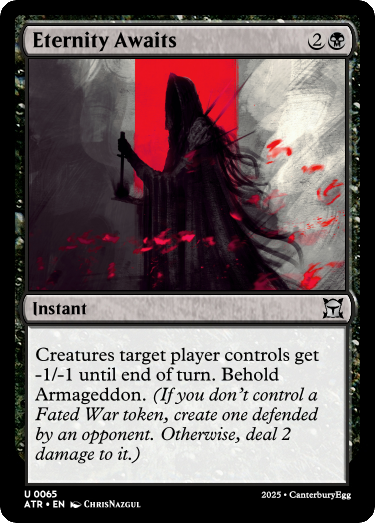 Eternity Awaits 2
Instant
Creatures target player controls get
-1/-1 until end of turn. Behold
Armageddon. (If you don't control a
Fated War token, create one defended
by an opponent. Otherwise, deal 2
damage to it.)
U 0065
ATR • EN ChrisNazgul
2025 • CanterburyEgg